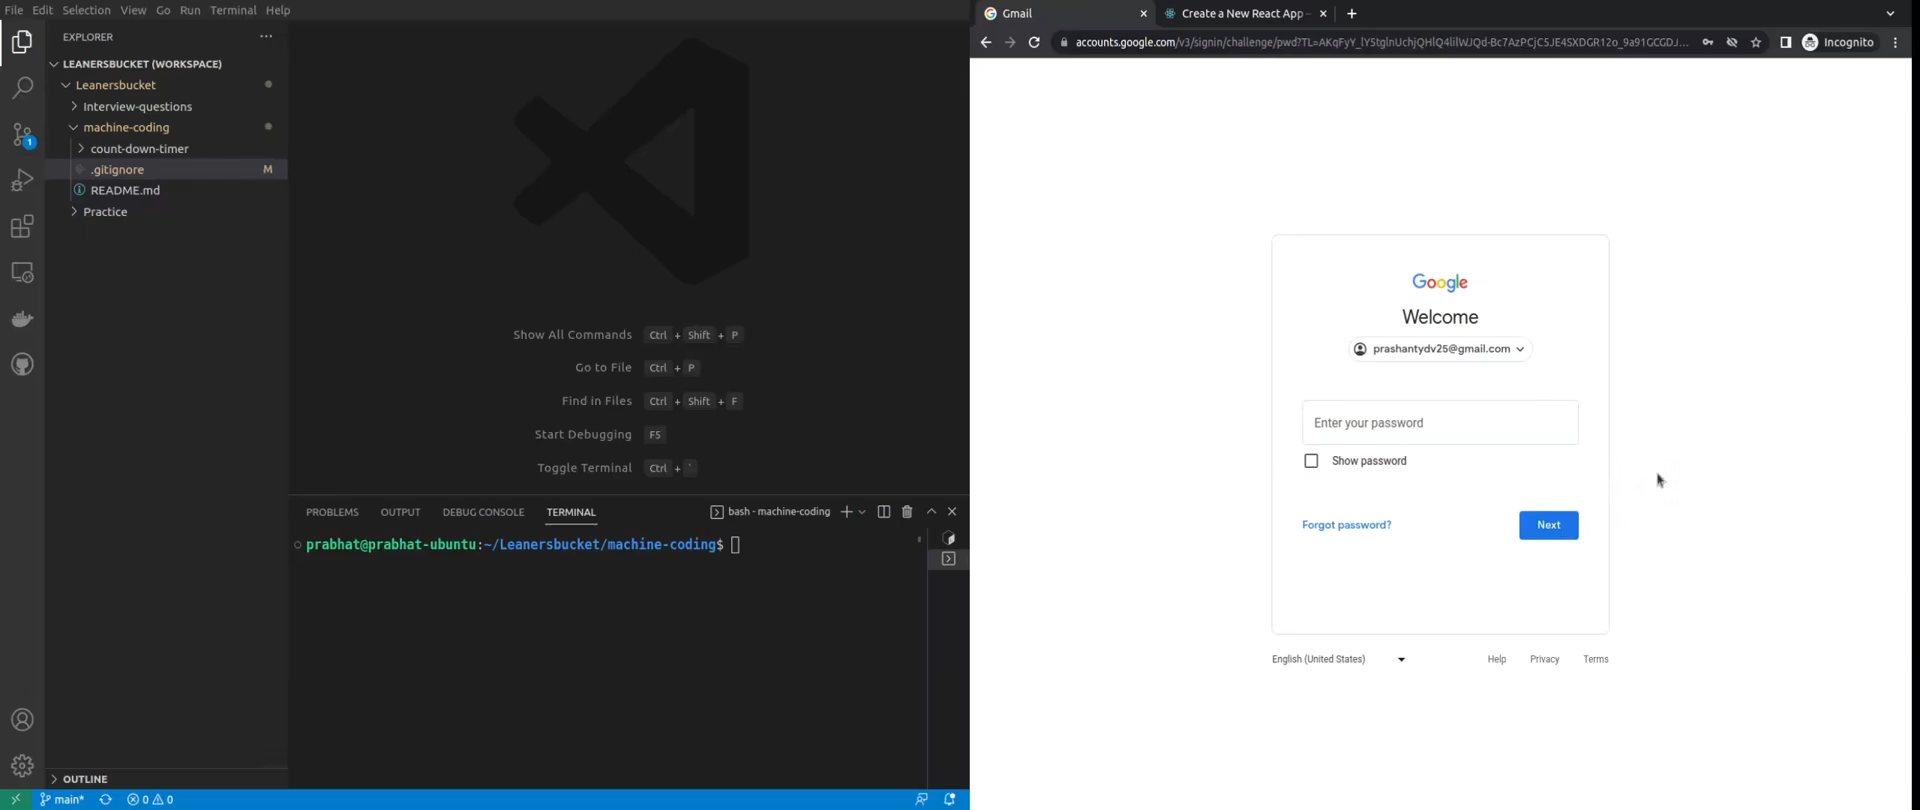 File Edit Selection View Go Run Terminal Help
EXPLORER
LEANERSBUCKET (WORKSPACE)
Leanersbucket
Interview-questions
machine-coding
count-down-timer
.gitignore M
README.md
Practice
OUTLINE
1
Show All Commands Ctrl + Shift + P
Go to File Ctrl + P
Find in Files Ctrl + Shift + F
Start Debugging F5
Toggle Terminal Ctrl + `
PROBLEMS OUTPUT DEBUG CONSOLE TERMINAL bash - machine-coding
prabhat@prabhat-ubuntu:~/Leanersbucket/machine-coding$
main* 0 0
Gmail Create a New React App –
Incognito
Google
Welcome
prashantydv25@gmail.com
Enter your password
Show password
Forgot password? Next
English (United States) Help Privacy Terms